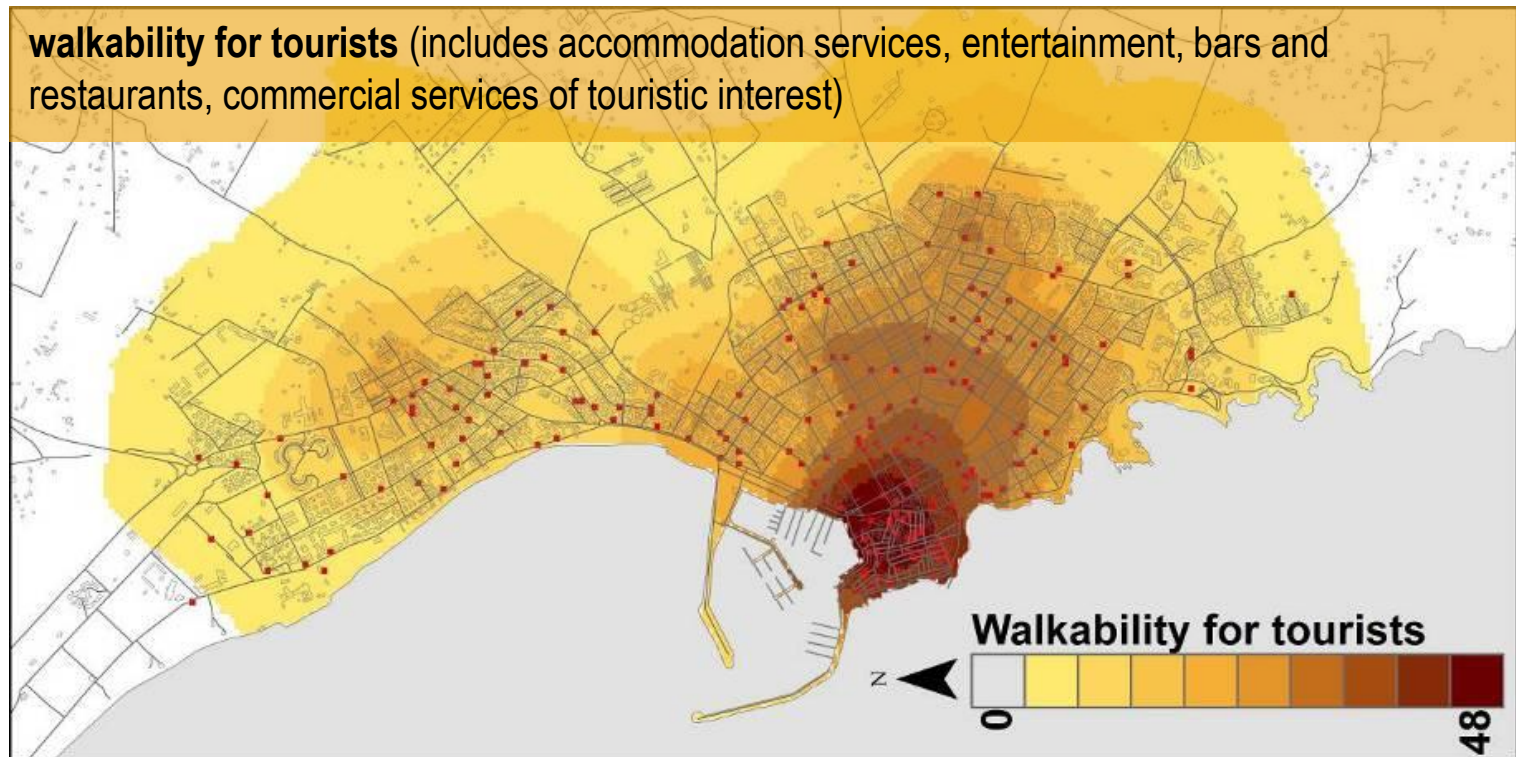 walkability for tourists (includes accommodation services, entertainment, bars and
restaurants, commercial services of touristic interest)
Walkability for tourists
N
0
48